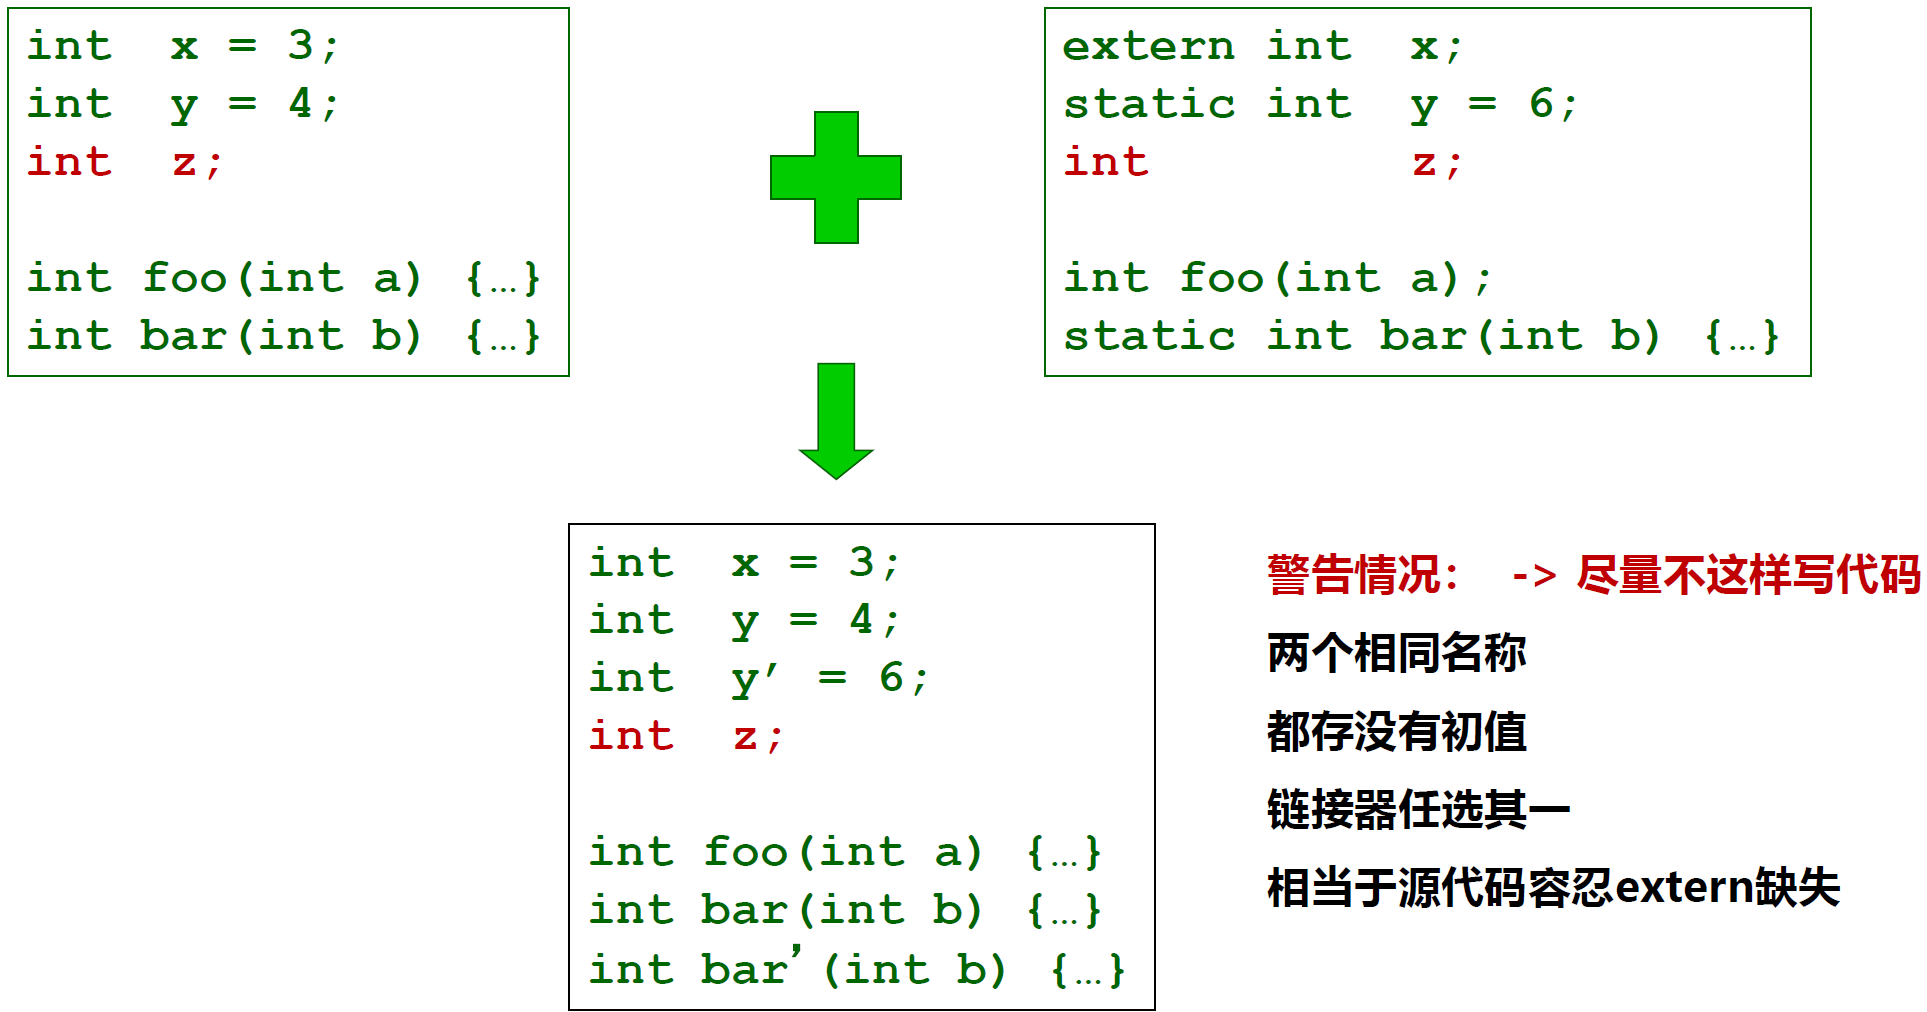 int  x = 3;
int  y = 4;
int  z;
int foo(int a) {…}
int bar(int b) {…}
extern int  x;
static int  y = 6;
int         z;
int foo(int a);
static int bar(int b) {…}
int  x = 3;
int  y = 4;
int  y’ = 6;
int  z;
int foo(int a) {…}
int bar(int b) {…}
int bar’(int b) {…}
警告情况： -> 尽量不这样写代码
两个相同名称
都存没有初值
链接器任选其一
相当于源代码容忍extern缺失